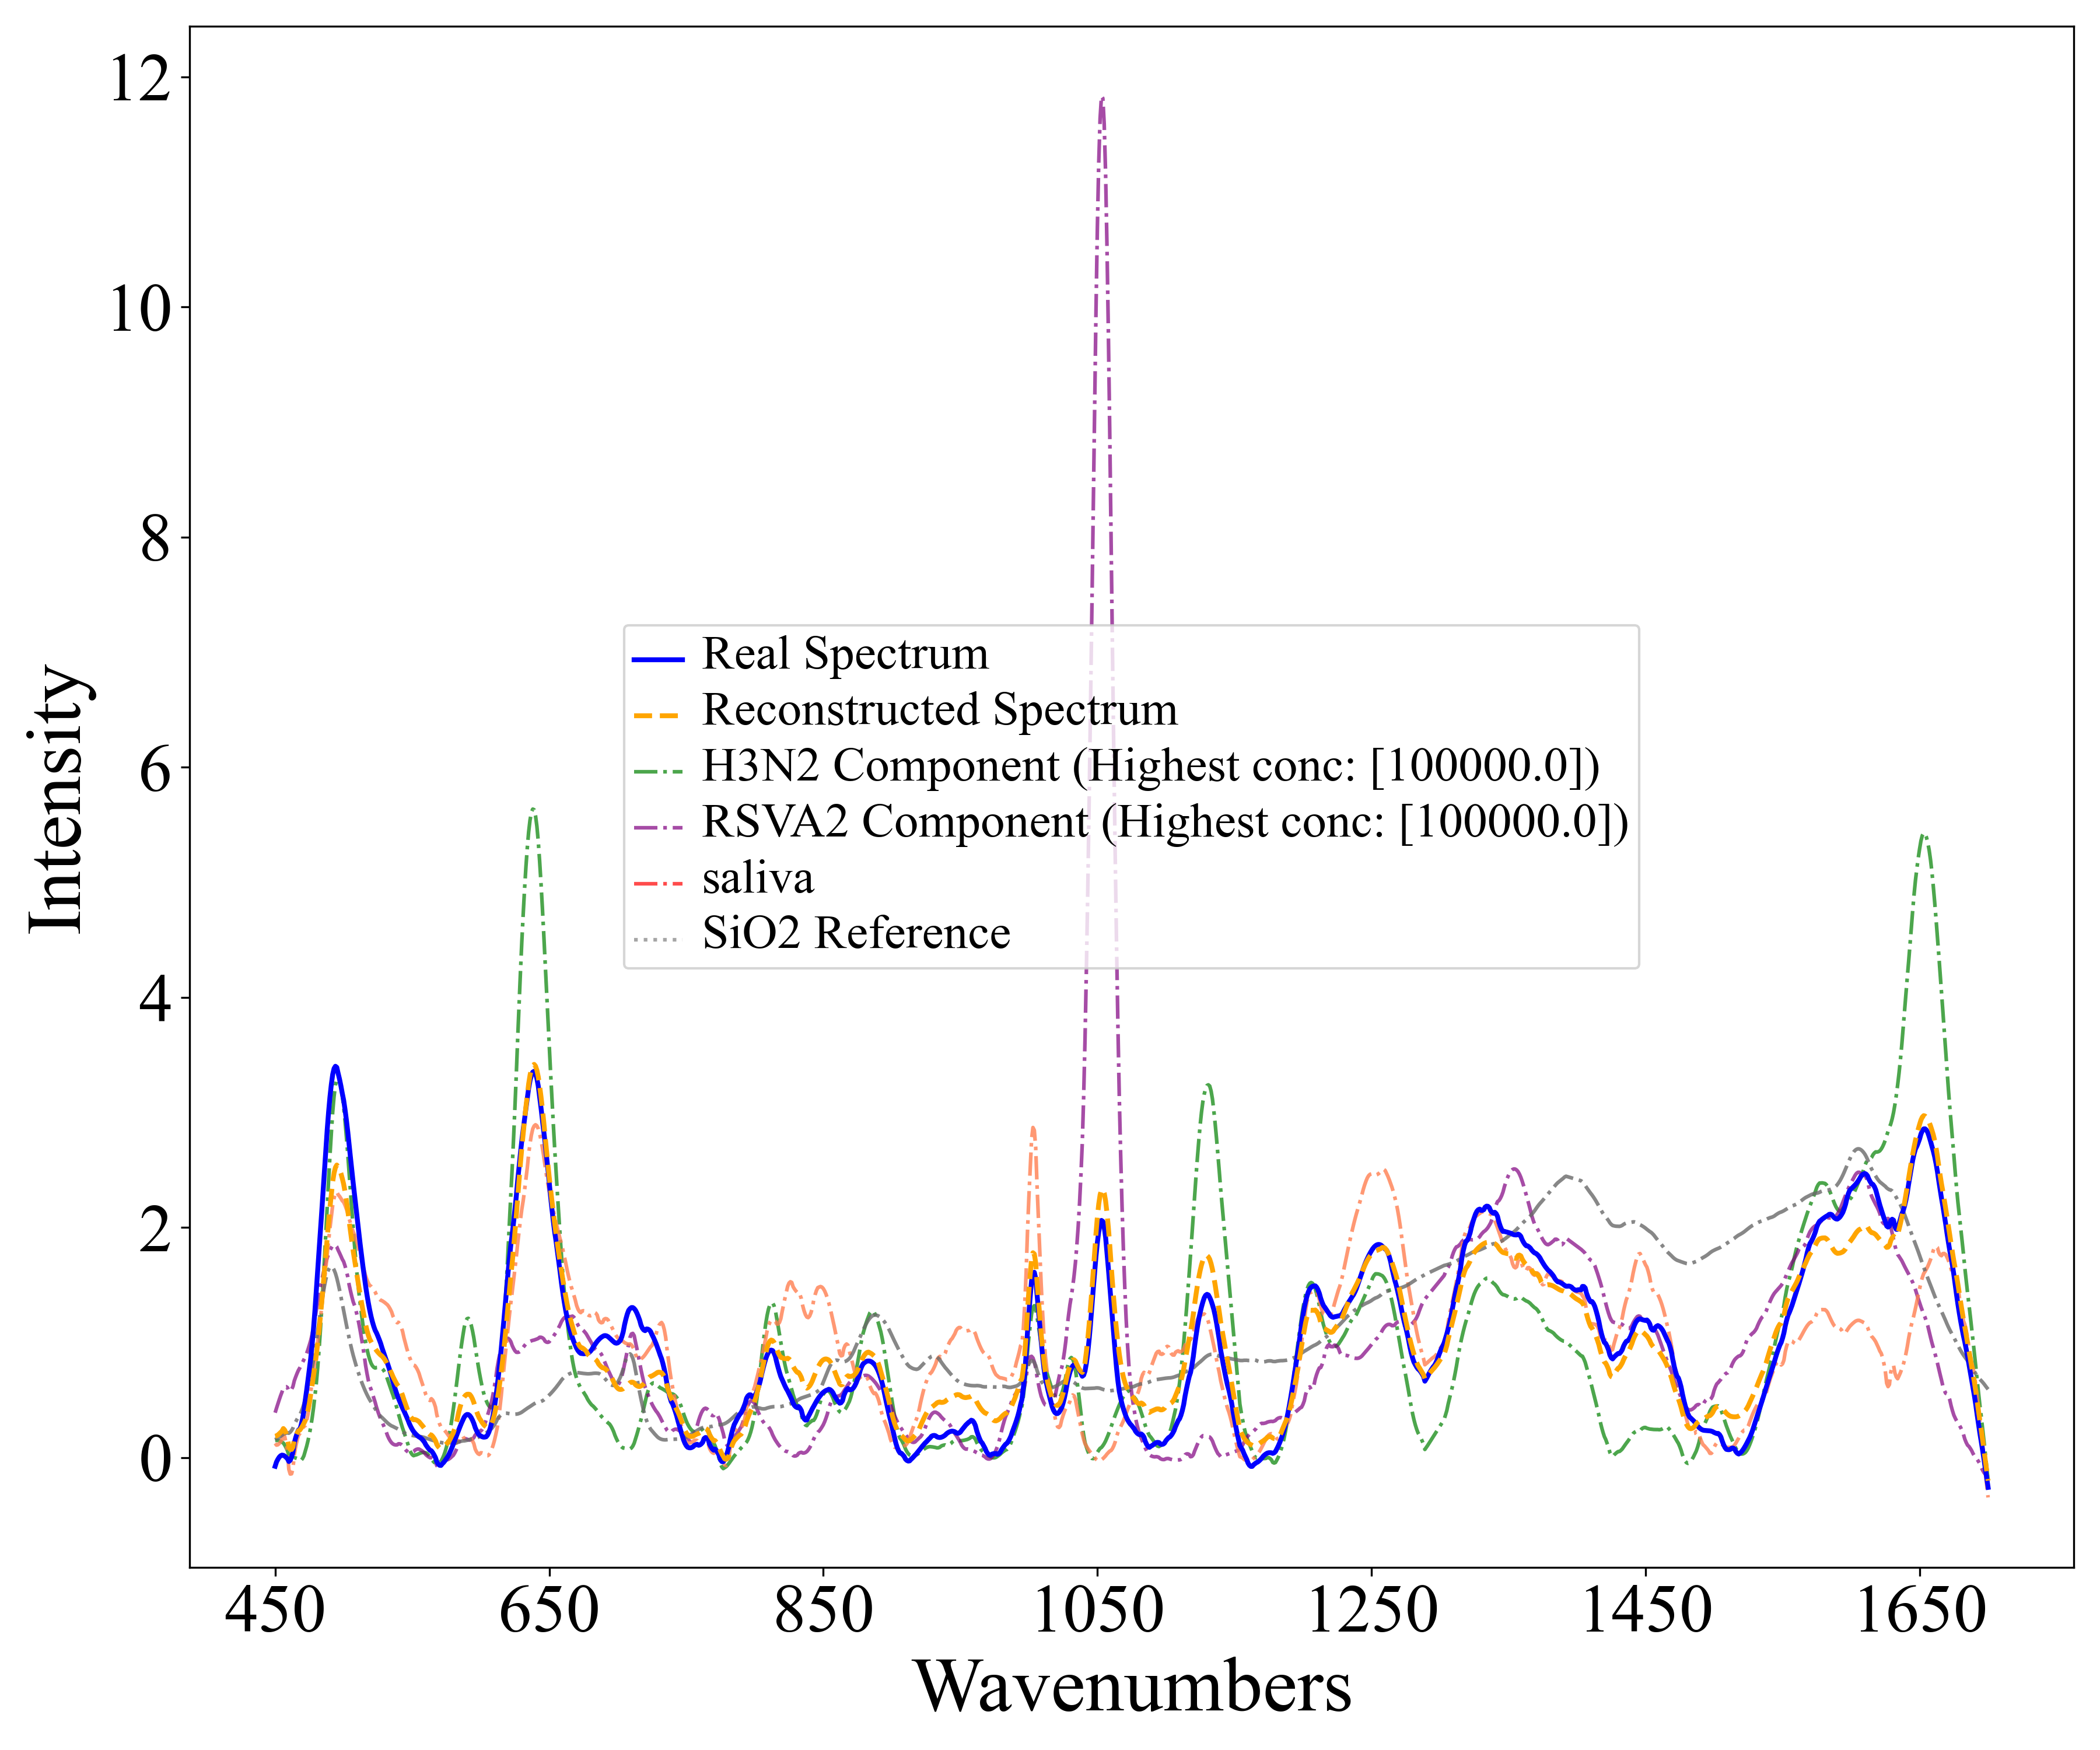 12
10
8
6
4
2
0
Intensity
Real Spectrum
Reconstructed Spectrum
H3N2 Component (Highest conc: [100000.0])
RSVA2 Component (Highest conc: [100000.0])
saliva
SiO2 Reference
450 650 850 1050 1250 1450 1650
Wavenumbers